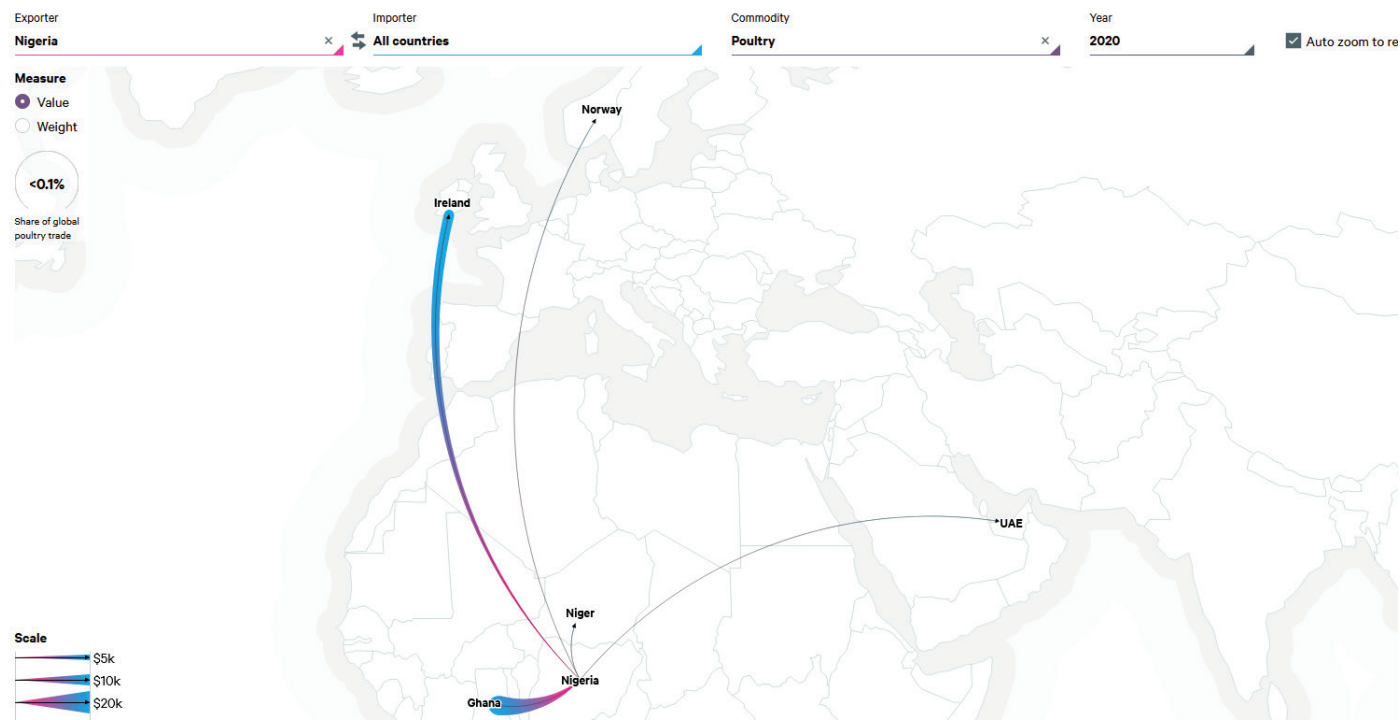 Exporter
Importer
Commodity
Year
Nigeria ×
All countries
Poultry ×
2020
Auto zoom to re
Measure
Value
Weight
<0.1%
Share of global
poultry trade
Norway
Ireland
UAE
Niger
Nigeria
Ghana
Scale
$5k
$10k
$20k